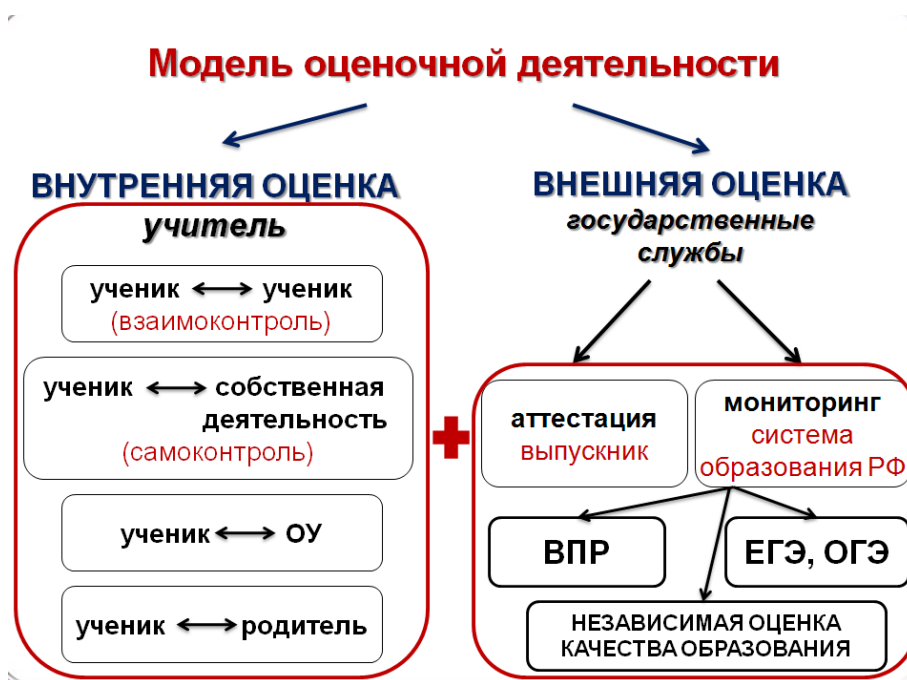 Модель оценочной деятельности
ВНУТРЕННЯЯ ОЦЕНКА
учитель
ученик ученик
(взаимоконтроль)
ученик собственная
деятельность
(самоконтроль)
ученик ОУ
ученик родитель
ВНЕШНЯЯ ОЦЕНКА
государственные
службы
аттестация
выпускник
мониторинг
система
образования РФ
ВПР
ЕГЭ, ОГЭ
НЕЗАВИСИМАЯ ОЦЕНКА
КАЧЕСТВА ОБРАЗОВАНИЯ